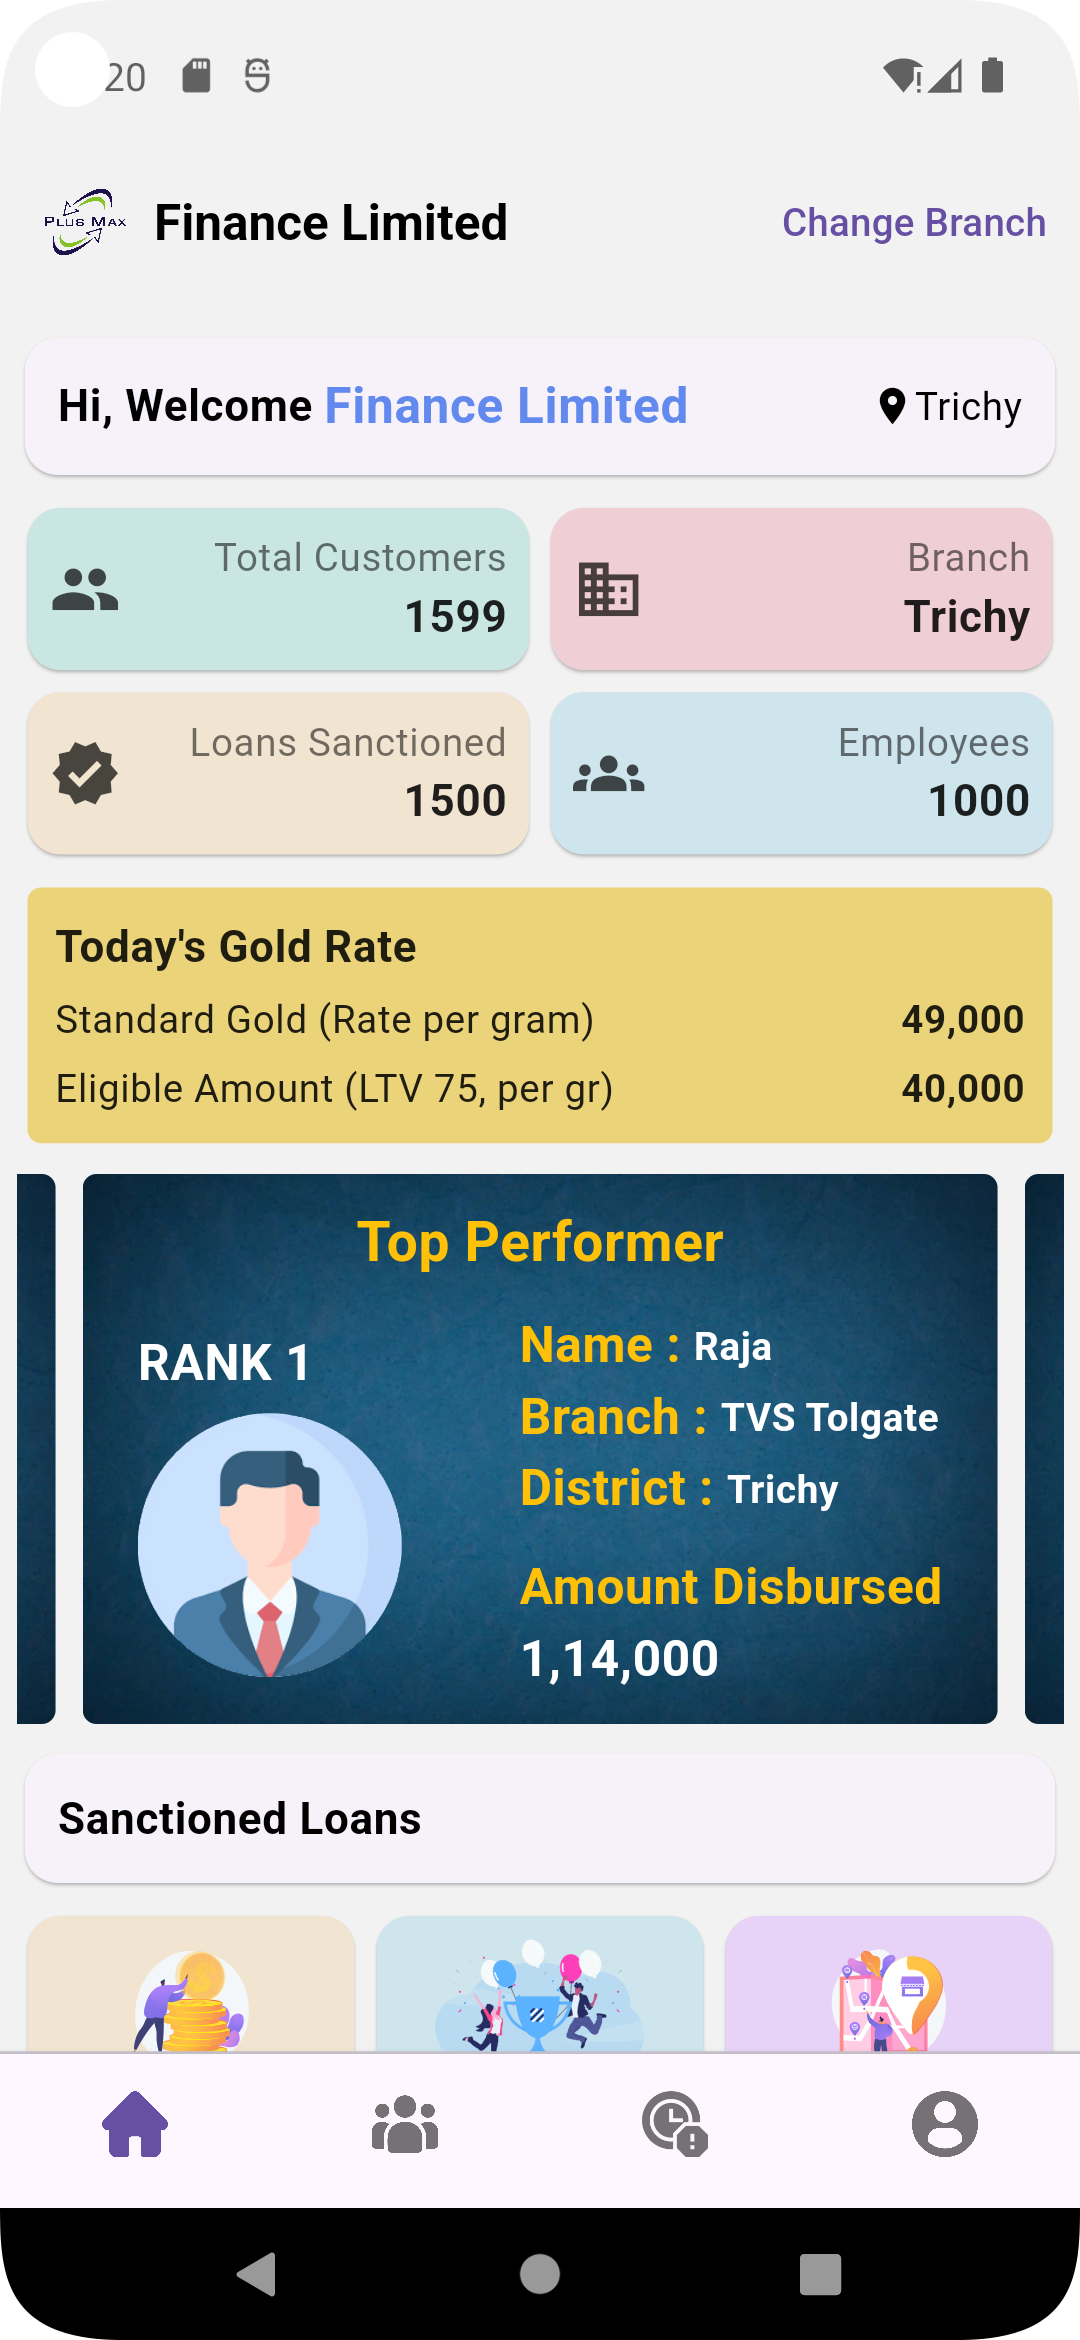 20
PLUS MAX
Finance Limited
Change Branch
Hi, Welcome Finance Limited
Trichy
Total Customers
1599
Branch
Trichy
Loans Sanctioned
1500
Employees
1000
Today's Gold Rate
Standard Gold (Rate per gram) 49,000
Eligible Amount (LTV 75, per gr) 40,000
Top Performer
RANK 1
Name : Raja
Branch : TVS Tolgate
District : Trichy
Amount Disbursed
1,14,000
Sanctioned Loans